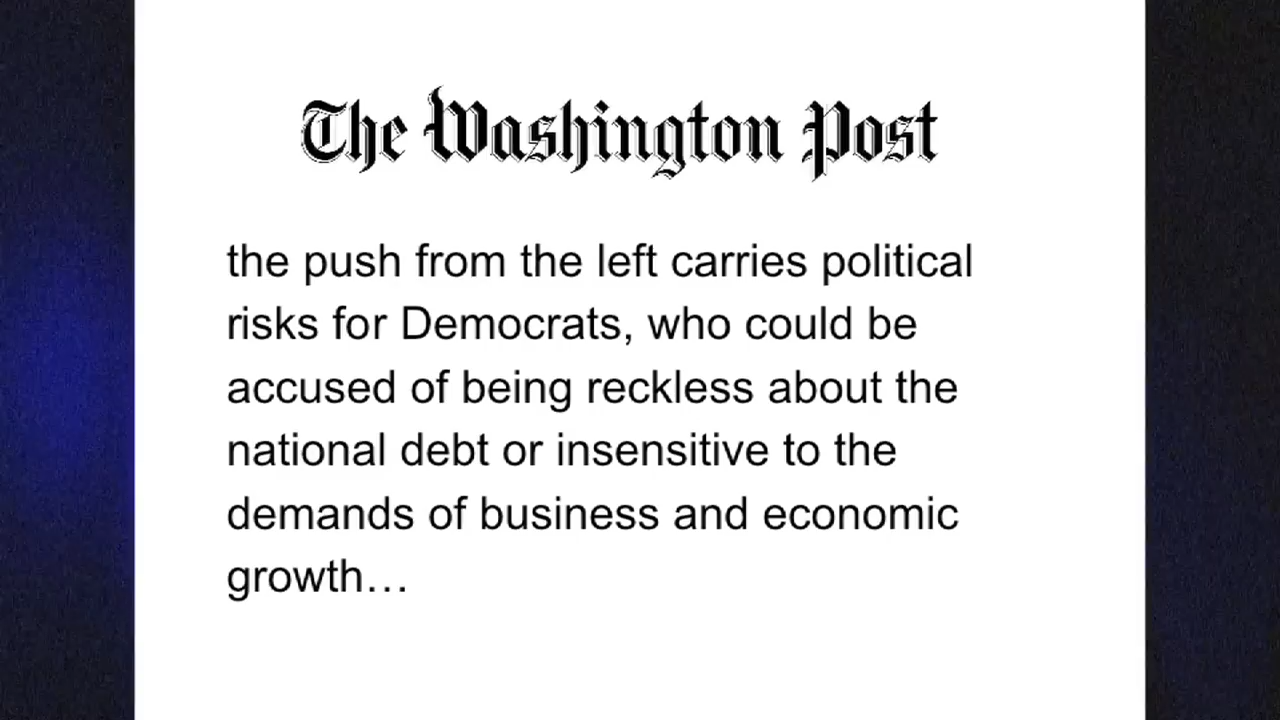 The Washington Post
the push from the left carries political
risks for Democrats, who could be
accused of being reckless about the
national debt or insensitive to the
demands of business and economic
growth…